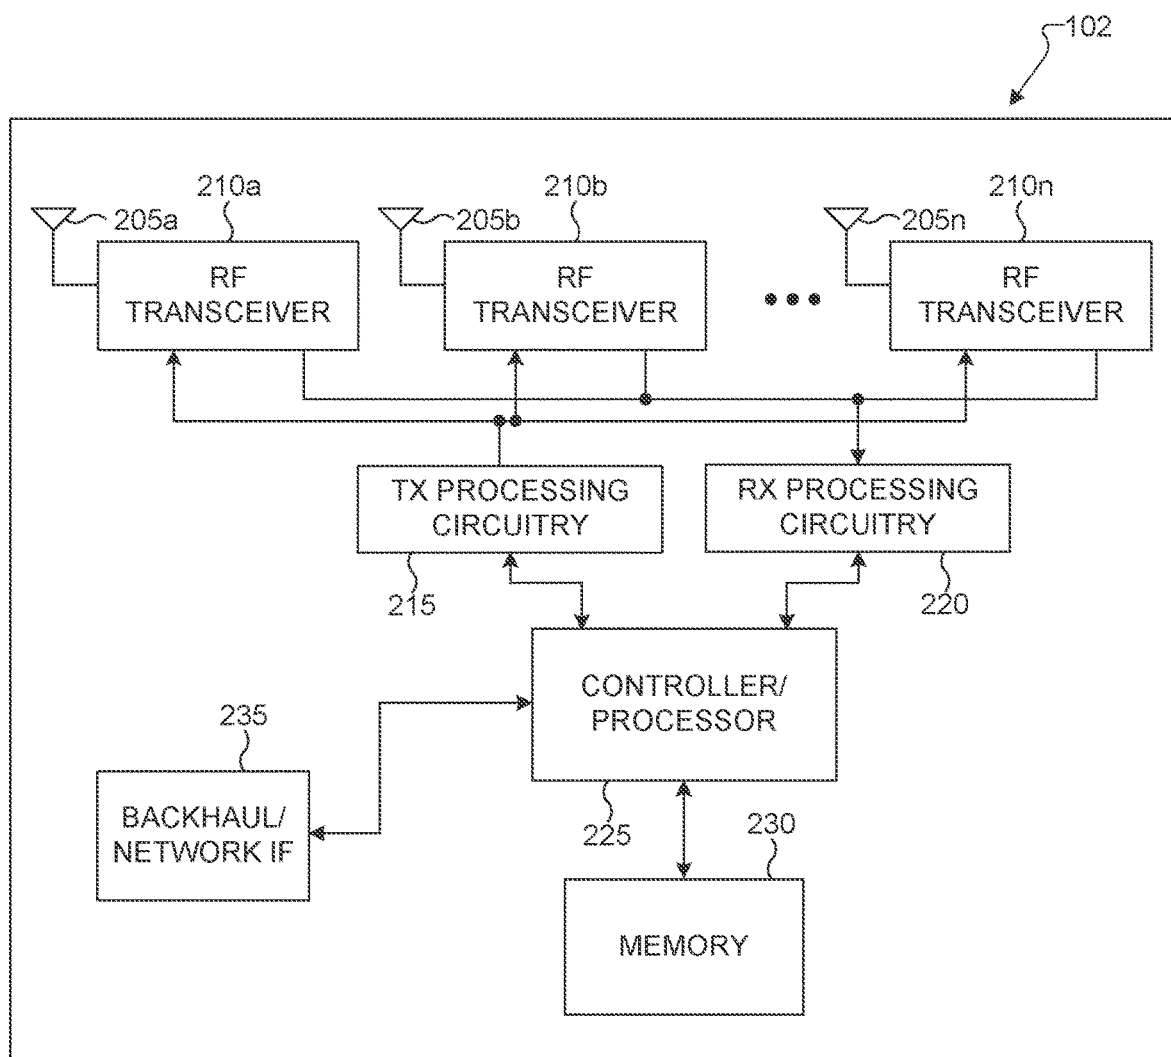 102
210a
210b
210n
205a
205b
205n
RF
TRANSCEIVER
RF
TRANSCEIVER
RF
TRANSCEIVER
TX PROCESSING
CIRCUITRY
RX PROCESSING
CIRCUITRY
215
220
CONTROLLER/
PROCESSOR
235
BACKHAUL/
NETWORK IF
225
230
MEMORY